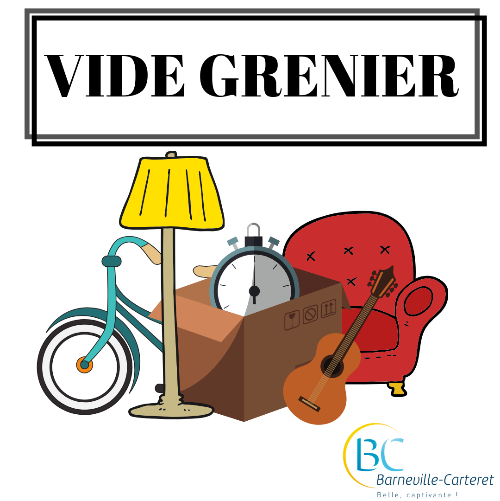 VIDE GRENIER
BC
Barneville-Carteret
Belle, captivante !